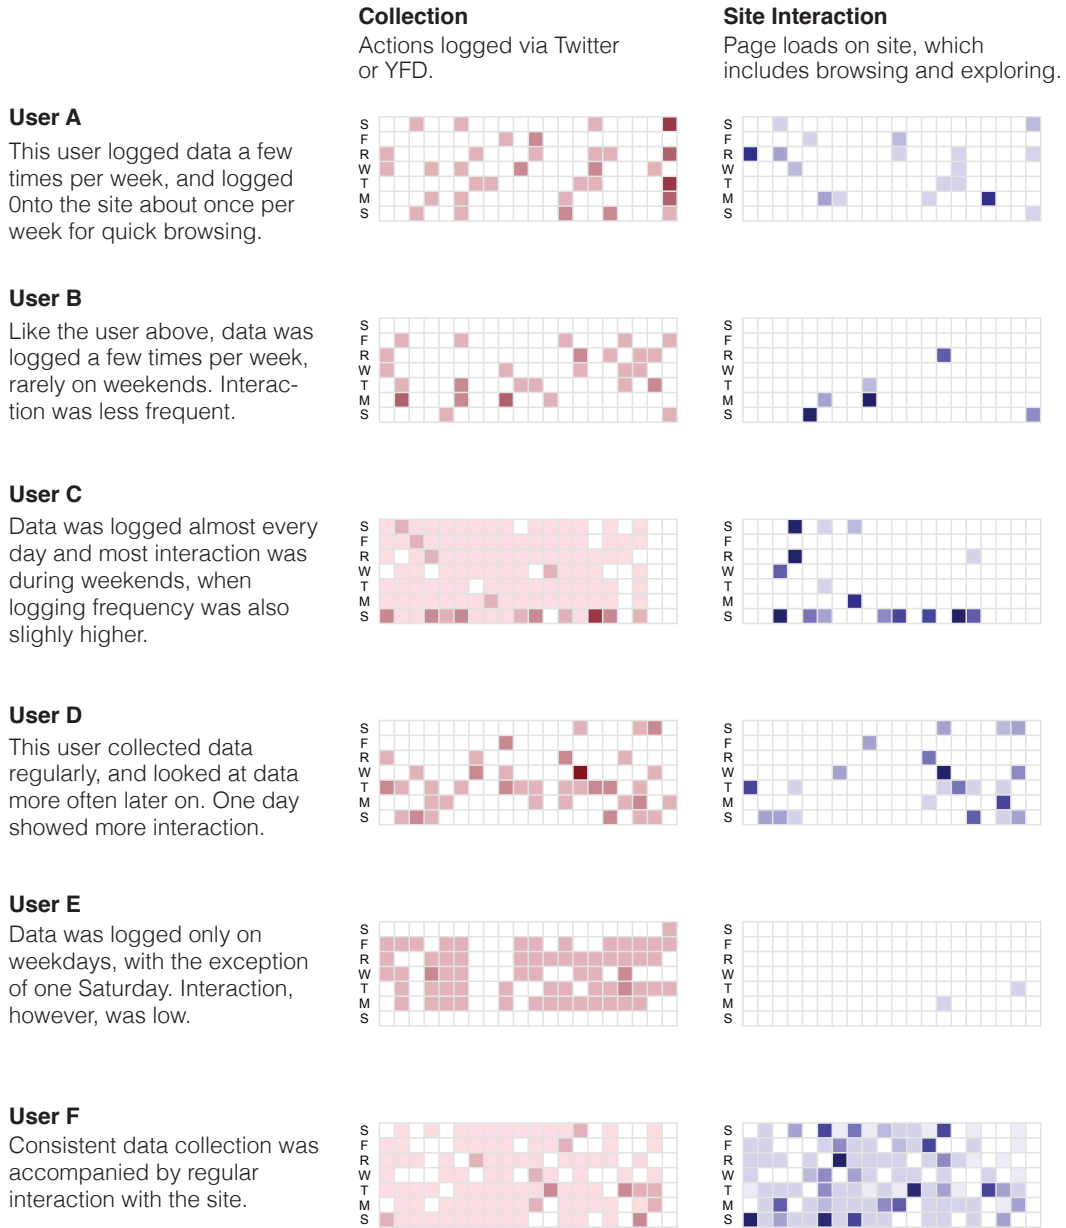 Collection
Actions logged via Twitter
or YFD.
Site Interaction
Page loads on site, which
includes browsing and exploring.
User A
This user logged data a few
times per week, and logged
0nto the site about once per
week for quick browsing.
S
F
R
W
T
M
S
S
F
R
W
T
M
S
User B
Like the user above, data was
logged a few times per week,
rarely on weekends. Interac-
tion was less frequent.
S
F
R
W
T
M
S
S
F
R
W
T
M
S
User C
Data was logged almost every
day and most interaction was
during weekends, when
logging frequency was also
slighly higher.
S
F
R
W
T
M
S
S
F
R
W
T
M
S
User D
This user collected data
regularly, and looked at data
more often later on. One day
showed more interaction.
S
F
R
W
T
M
S
S
F
R
W
T
M
S
User E
Data was logged only on
weekdays, with the exception
of one Saturday. Interaction,
however, was low.
S
F
R
W
T
M
S
S
F
R
W
T
M
S
User F
Consistent data collection was
accompanied by regular
interaction with the site.
S
F
R
W
T
M
S
S
F
R
W
T
M
S